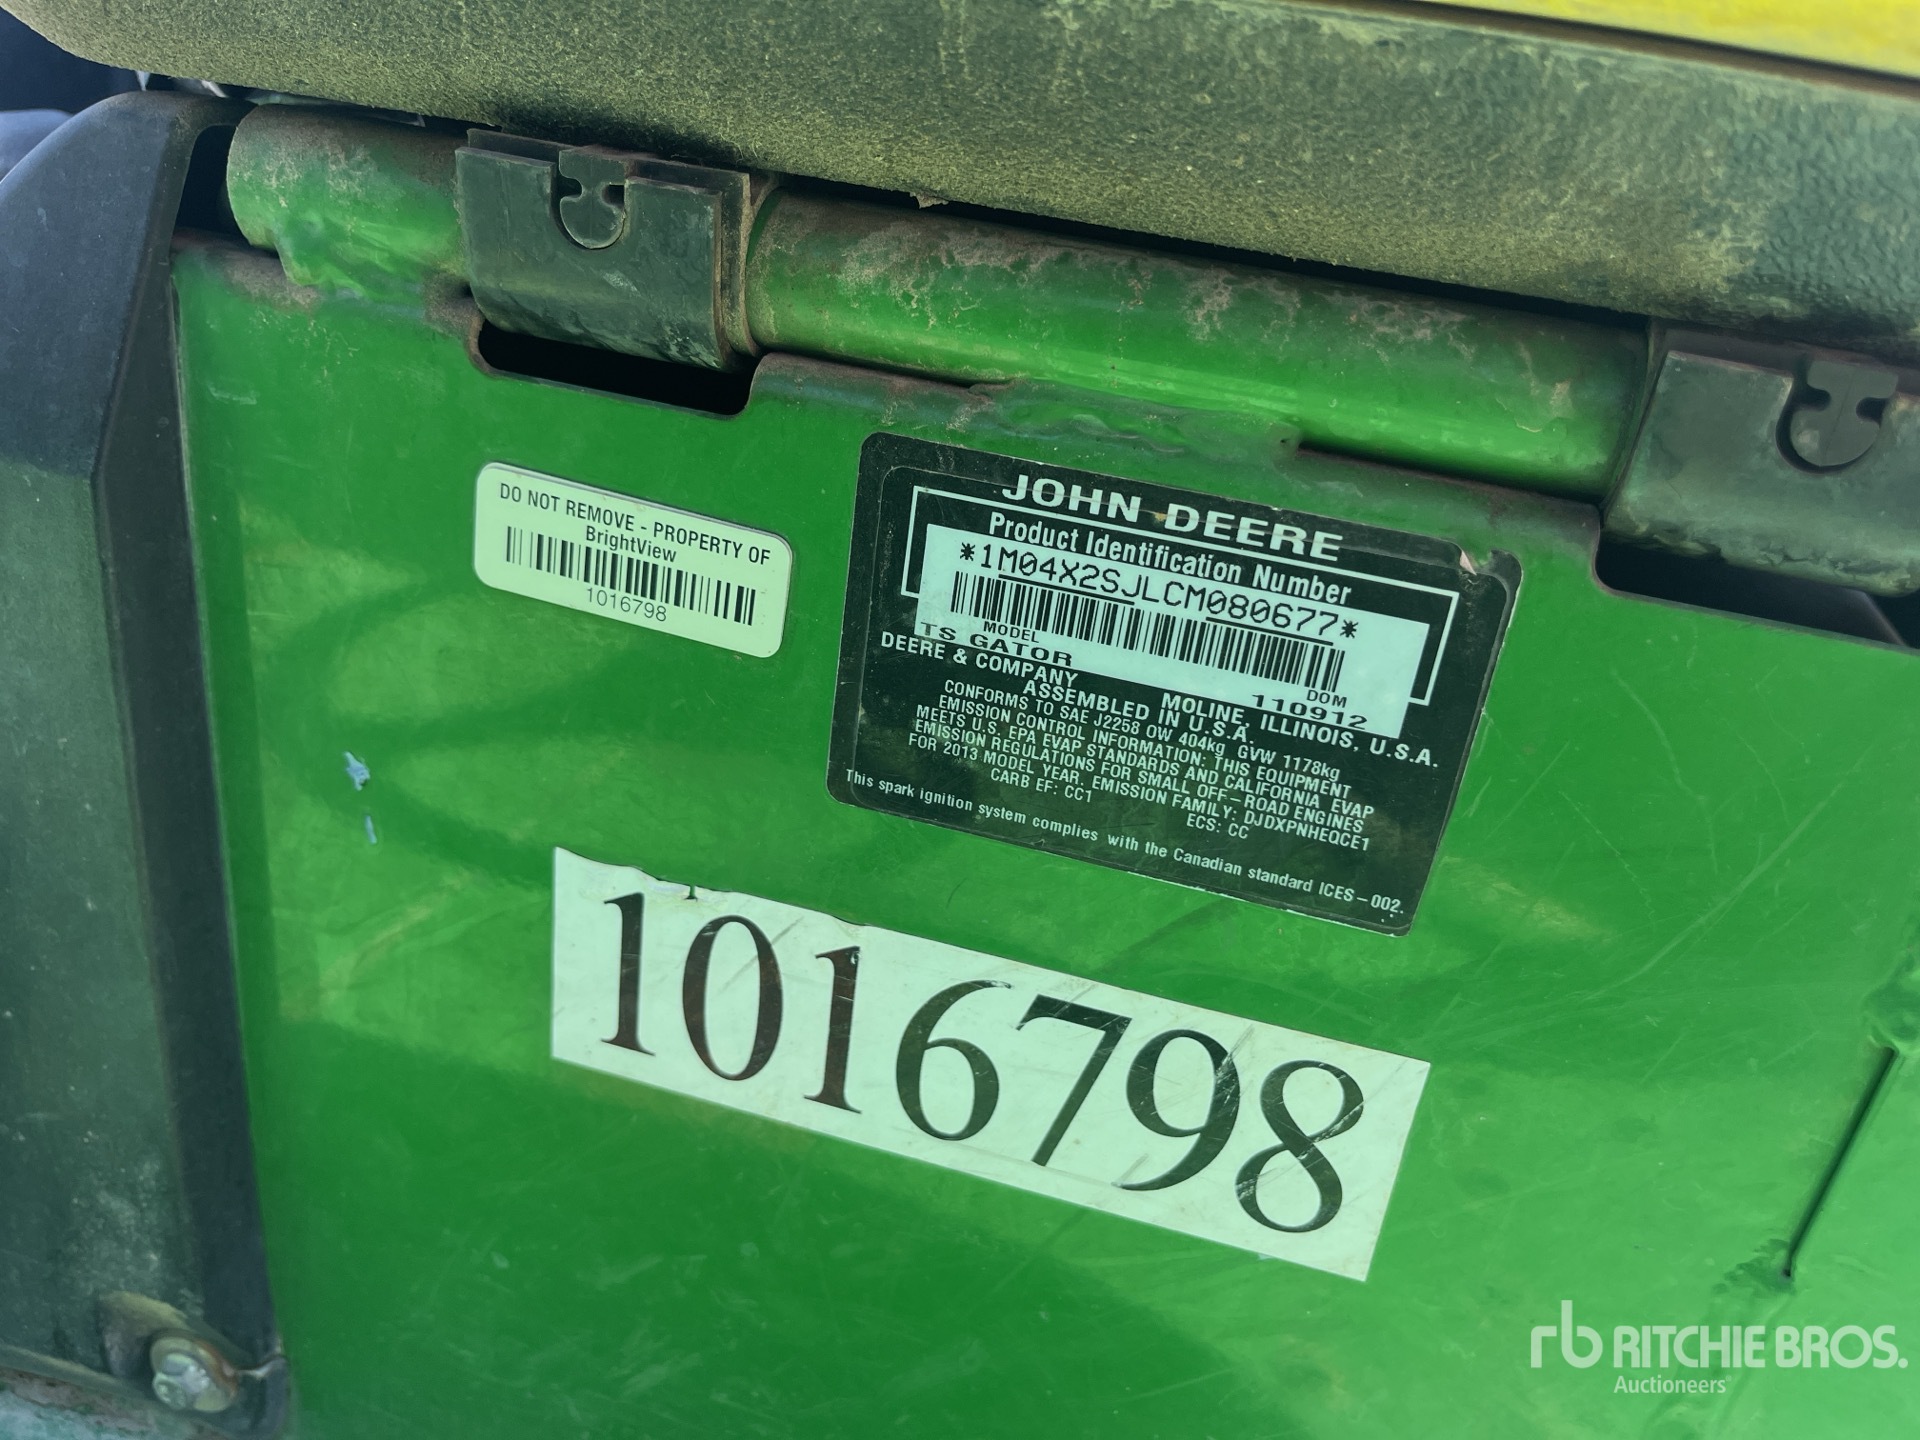 DO NOT REMOVE - PROPERTY OF
BrightView
1016798
JOHN DEERE
Product Identification Number
*1M04X2SJLCM080677*
MODEL
TS GATOR
DOM
110912
DEERE & COMPANY MOLINE, ILLINOIS, U.S.A.
ASSEMBLED IN U.S.A.
CONFORMS TO SAE J2258 OW 404kg GVW 1178kg
EMISSION CONTROL INFORMATION: THIS EQUIPMENT
MEETS U.S. EPA EVAP STANDARDS AND CALIFORNIA EVAP
EMISSION REGULATIONS FOR SMALL OFF-ROAD ENGINES
FOR 2013 MODEL YEAR. EMISSION FAMILY: DJDXPNHEQCE1
CARB EF: CC1 ECS: CC
This spark ignition system complies with the Canadian standard ICES-002.
1016798
rb RITCHIE BROS.
Auctioneers